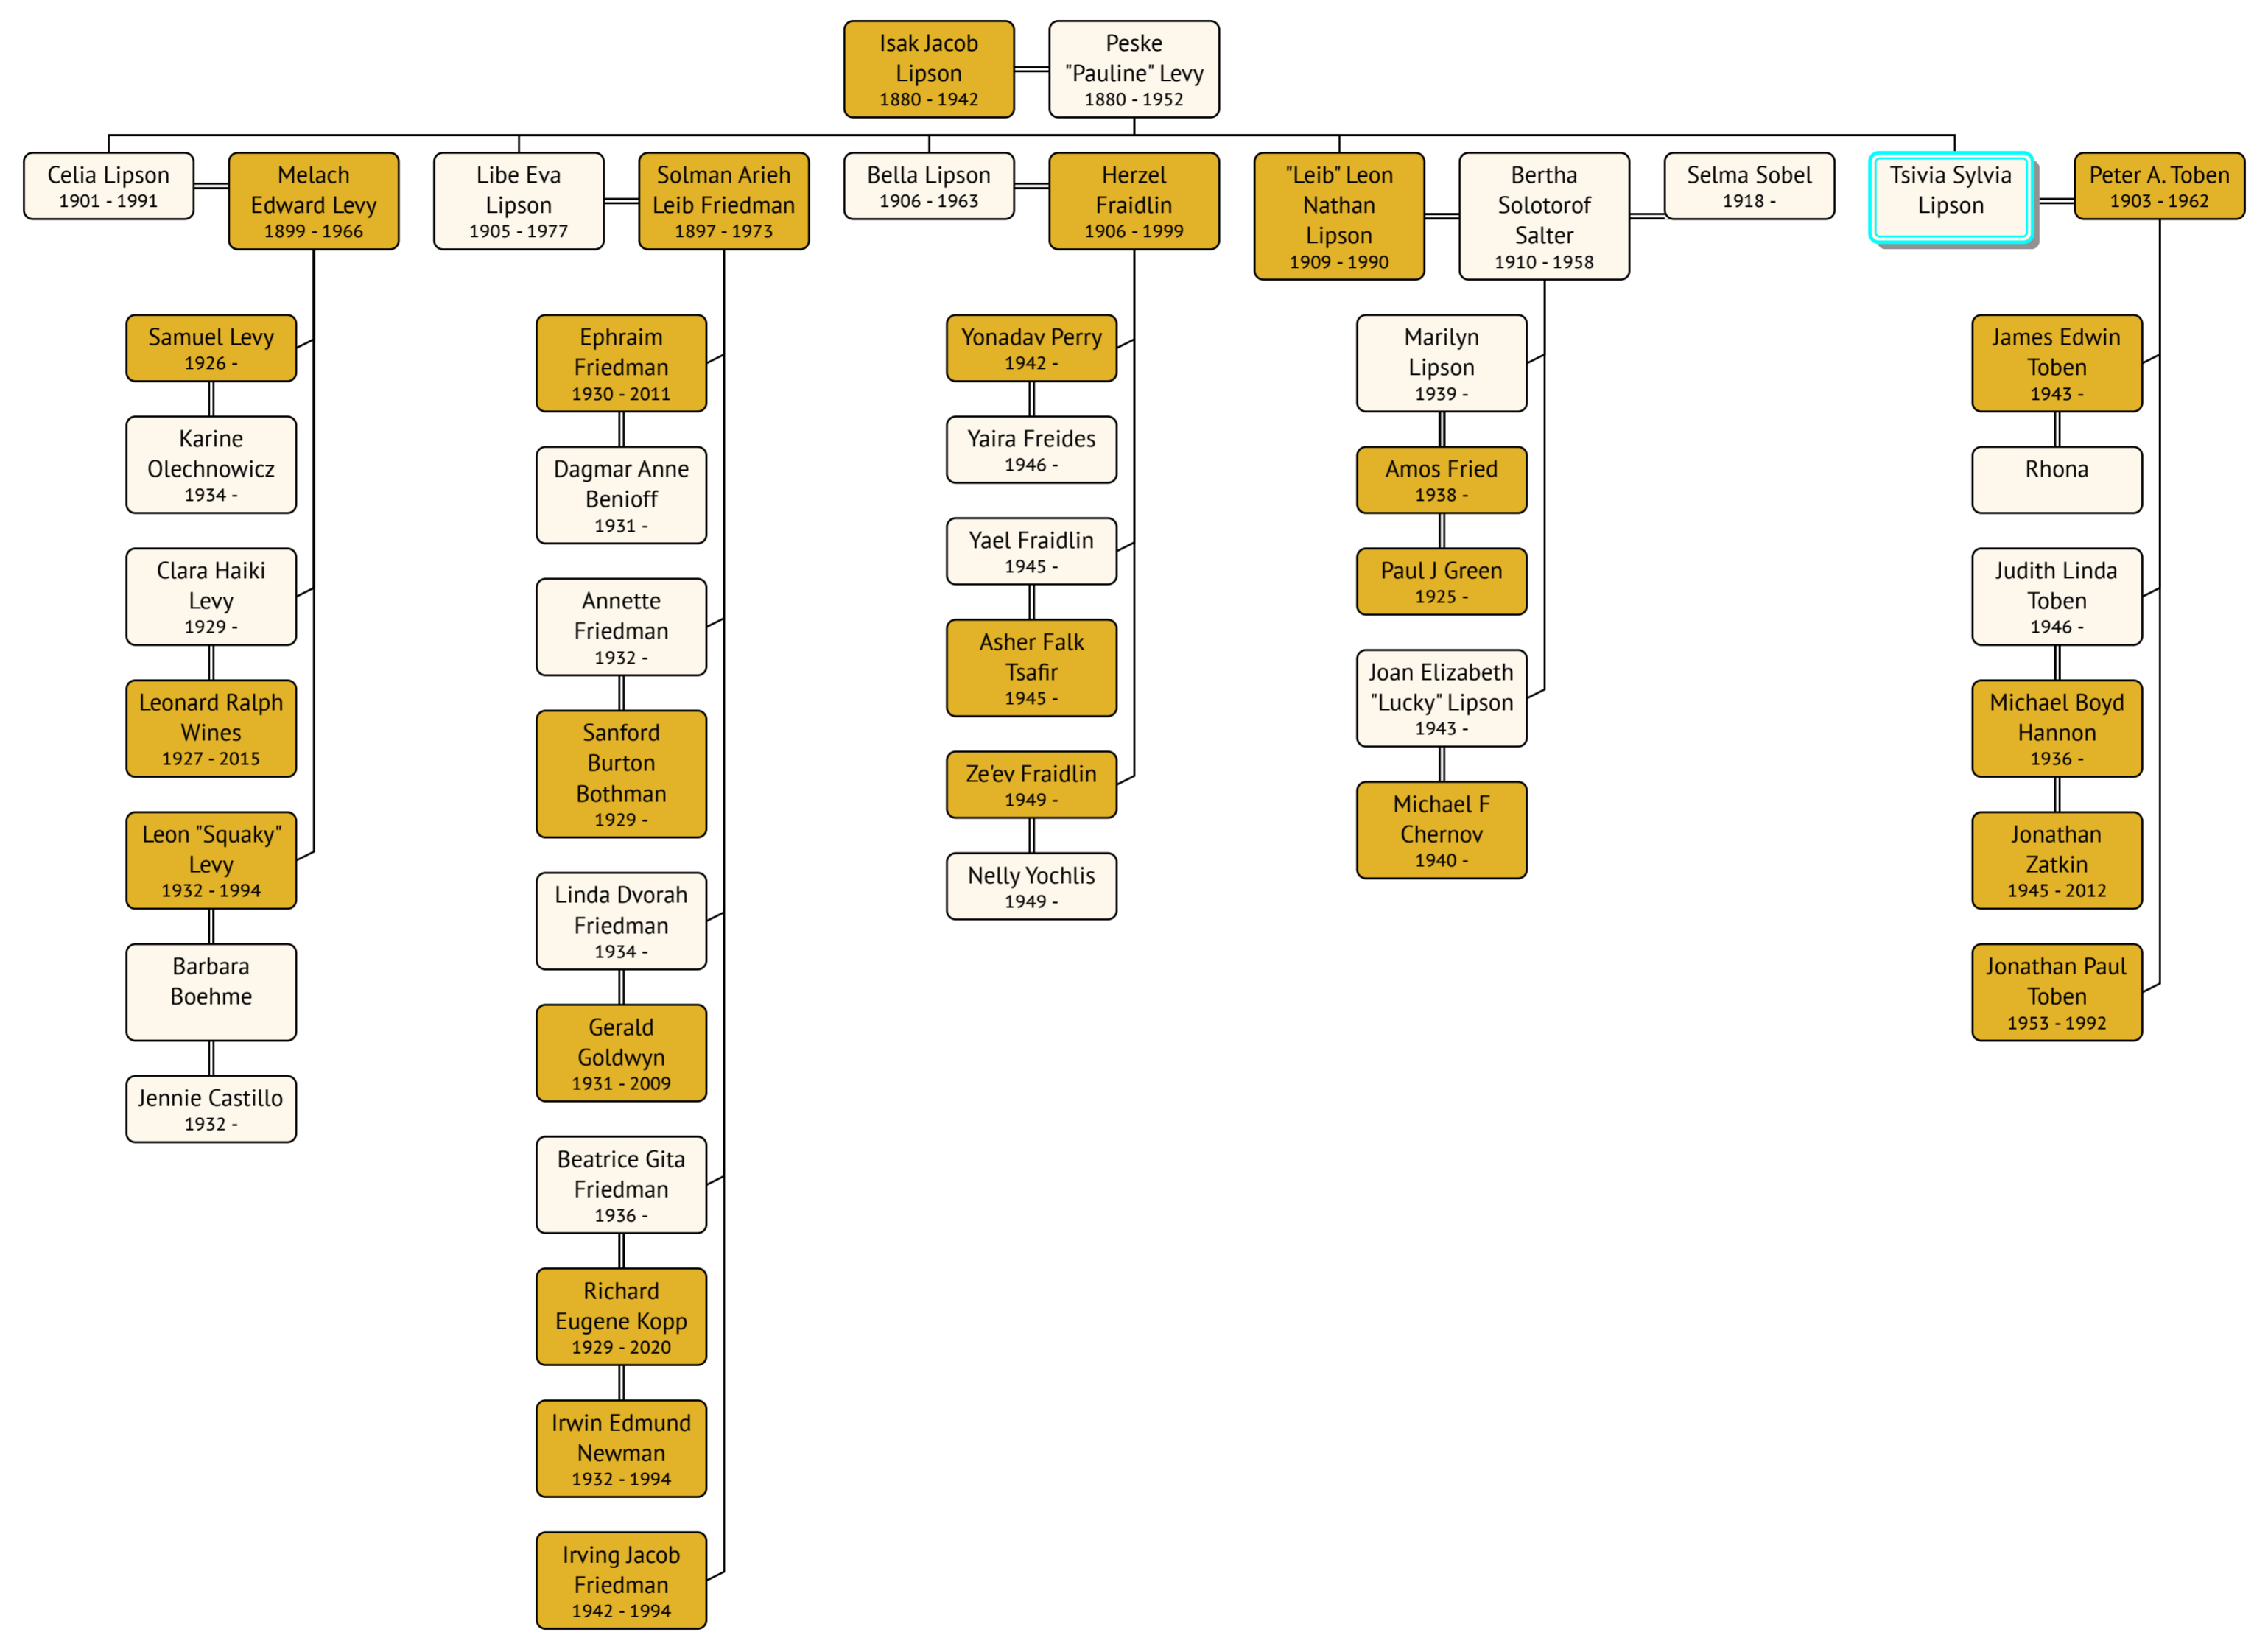 Isak Jacob
Lipson
1880 - 1942
Peske
"Pauline" Levy
1880 - 1952
Celia Lipson
1901 - 1991
Melach
Edward Levy
1899 - 1966
Libe Eva
Lipson
1905 - 1977
Solman Arieh
Leib Friedman
1897 - 1973
Bella Lipson
1906 - 1963
Herzel
Fraidlin
1906 - 1999
"Leib" Leon
Nathan
Lipson
1909 - 1990
Bertha
Solotorof
Salter
1910 - 1958
Selma Sobel
1918 -
Tsivia Sylvia
Lipson
Peter A. Toben
1903 - 1962
Samuel Levy
1926 -
Karine
Olechnowicz
1934 -
Clara Haiki
Levy
1929 -
Leonard Ralph
Wines
1927 - 2015
Leon "Squaky"
Levy
1932 - 1994
Barbara
Boehme
Jennie Castillo
1932 -
Ephraim
Friedman
1930 - 2011
Dagmar Anne
Benioff
1931 -
Annette
Friedman
1932 -
Sanford
Burton
Bothman
1929 -
Linda Dvorah
Friedman
1934 -
Gerald
Goldwyn
1931 - 2009
Beatrice Gita
Friedman
1936 -
Richard
Eugene Kopp
1929 - 2020
Irwin Edmund
Newman
1932 - 1994
Irving Jacob
Friedman
1942 - 1994
Yonadav Perry
1942 -
Yaira Freides
1946 -
Yael Fraidlin
1945 -
Asher Falk
Tsafir
1945 -
Ze'ev Fraidlin
1949 -
Nelly Yochlis
1949 -
Marilyn
Lipson
1939 -
Amos Fried
1938 -
Paul J Green
1925 -
Joan Elizabeth
"Lucky" Lipson
1943 -
Michael F
Chernov
1940 -
James Edwin
Toben
1943 -
Rhona
Judith Linda
Toben
1946 -
Michael Boyd
Hannon
1936 -
Jonathan
Zatkin
1945 - 2012
Jonathan Paul
Toben
1953 - 1992